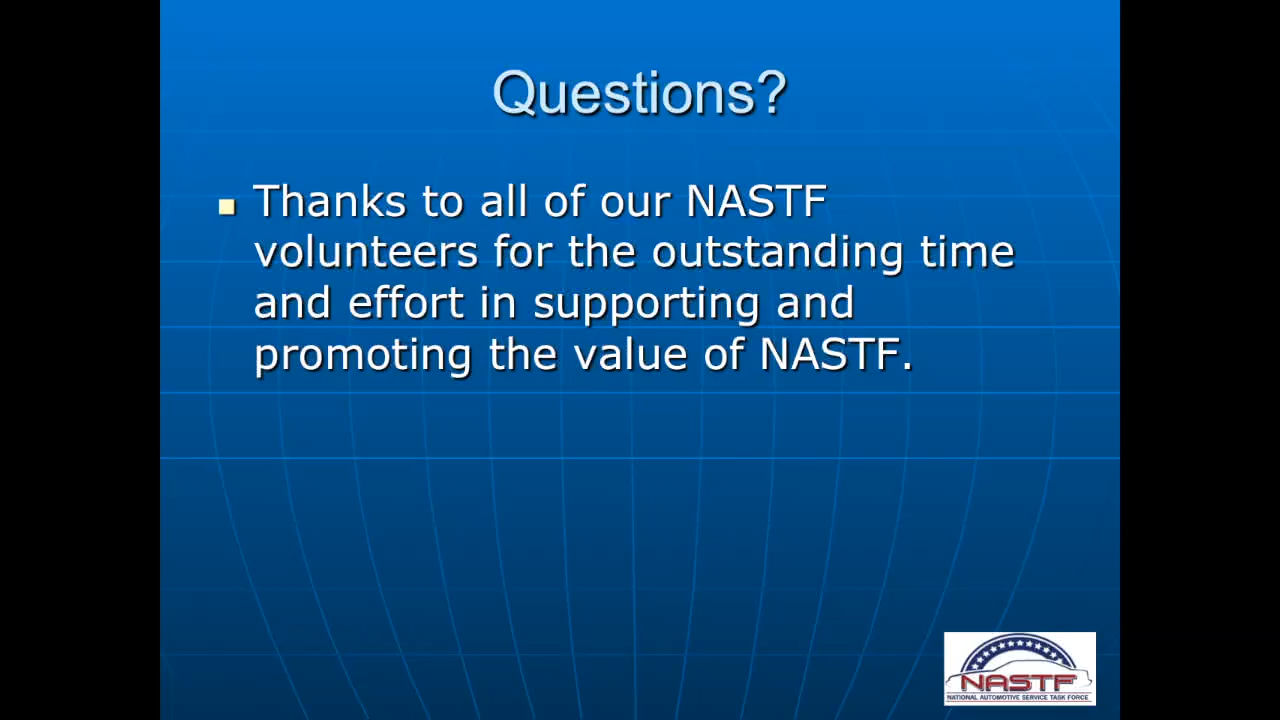 Questions?
Thanks to all of our NASTF
volunteers for the outstanding time
and effort in supporting and
promoting the value of NASTF.
NASTF
NATIONAL AUTOMOTIVE SERVICE TASK FORCE